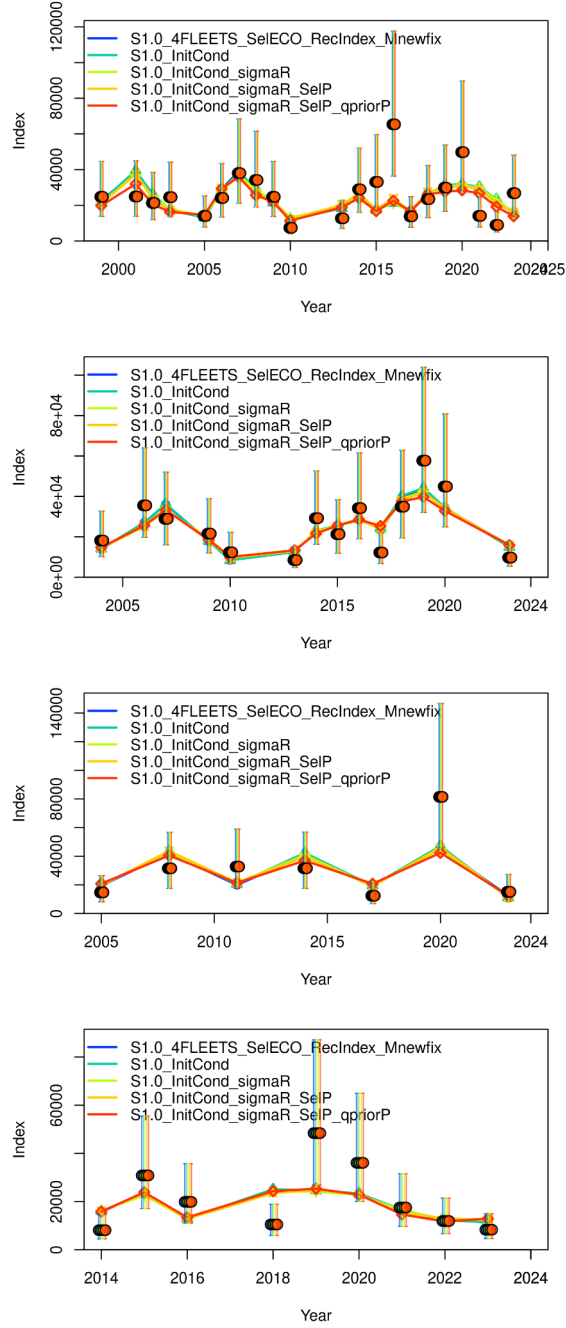 120000
80000
40000
0
Index
S1.0_4FLEETS_SelECO_RecIndex_Mnewfix
S1.0_InitCond
S1.0_InitCond_sigmaR
S1.0_InitCond_sigmaR_SelP
S1.0_InitCond_sigmaR_SelP_qpriorP
2000 2005 2010 2015 2020 2024 2025
Year
8e+04
4e+04
0e+00
Index
S1.0_4FLEETS_SelECO_RecIndex_Mnewfix
S1.0_InitCond
S1.0_InitCond_sigmaR
S1.0_InitCond_sigmaR_SelP
S1.0_InitCond_sigmaR_SelP_qpriorP
2005 2010 2015 2020 2024
Year
140000
80000
40000
0
Index
S1.0_4FLEETS_SelECO_RecIndex_Mnewfix
S1.0_InitCond
S1.0_InitCond_sigmaR
S1.0_InitCond_sigmaR_SelP
S1.0_InitCond_sigmaR_SelP_qpriorP
2005 2010 2015 2020 2024
Year
60000
20000
0
Index
S1.0_4FLEETS_SelECO_RecIndex_Mnewfix
S1.0_InitCond
S1.0_InitCond_sigmaR
S1.0_InitCond_sigmaR_SelP
S1.0_InitCond_sigmaR_SelP_qpriorP
2014 2016 2018 2020 2022 2024
Year